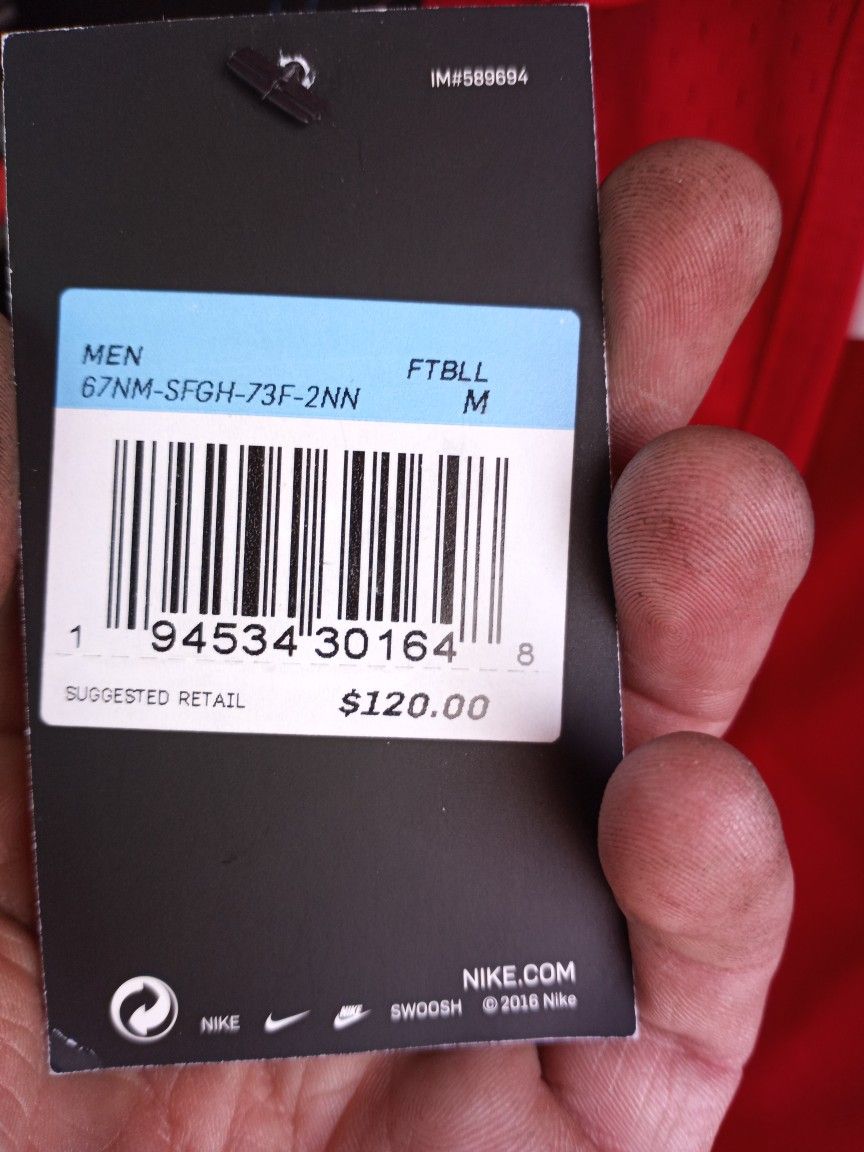 IM#589694
MEN
FTBLL
67NM-SFGH-73F-2NN
M
1 94534 30164 8
SUGGESTED RETAIL $120.00
NIKE.COM
NIKE NIKE SWOOSH © 2016 Nike